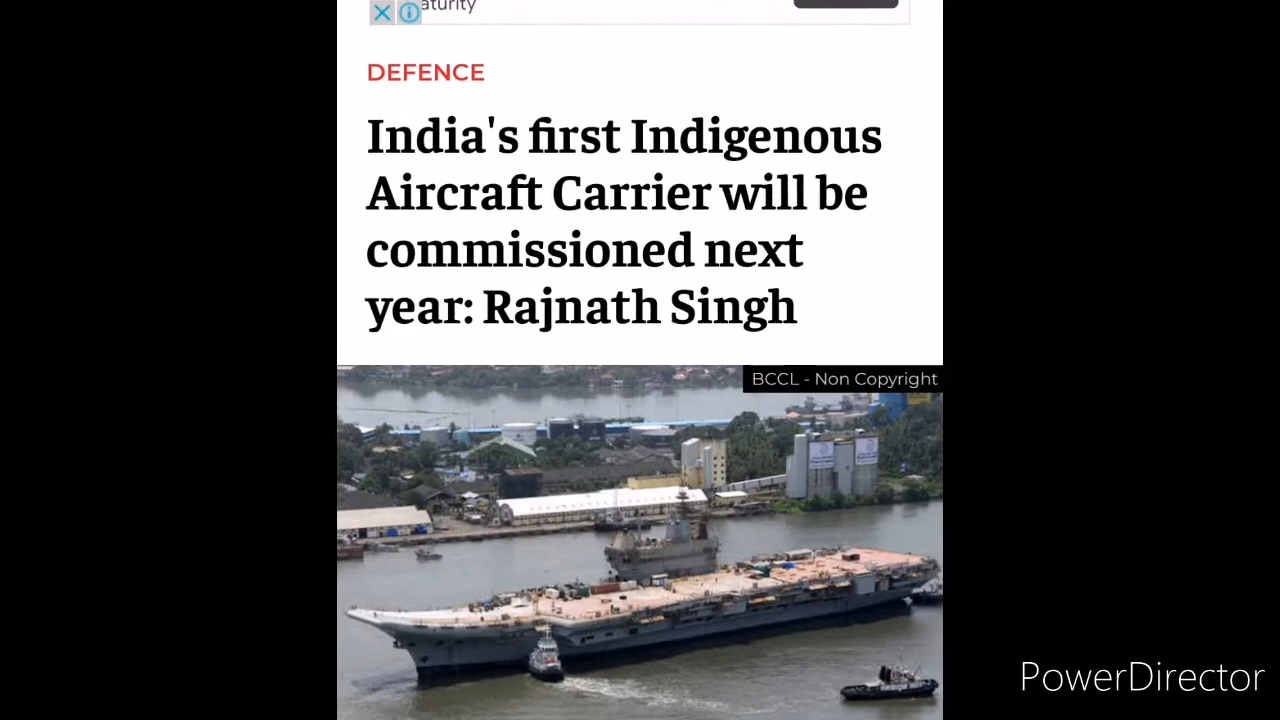 aturity
DEFENCE
India's first Indigenous
Aircraft Carrier will be
commissioned next
year: Rajnath Singh
BCCL - Non Copyright
PowerDirector